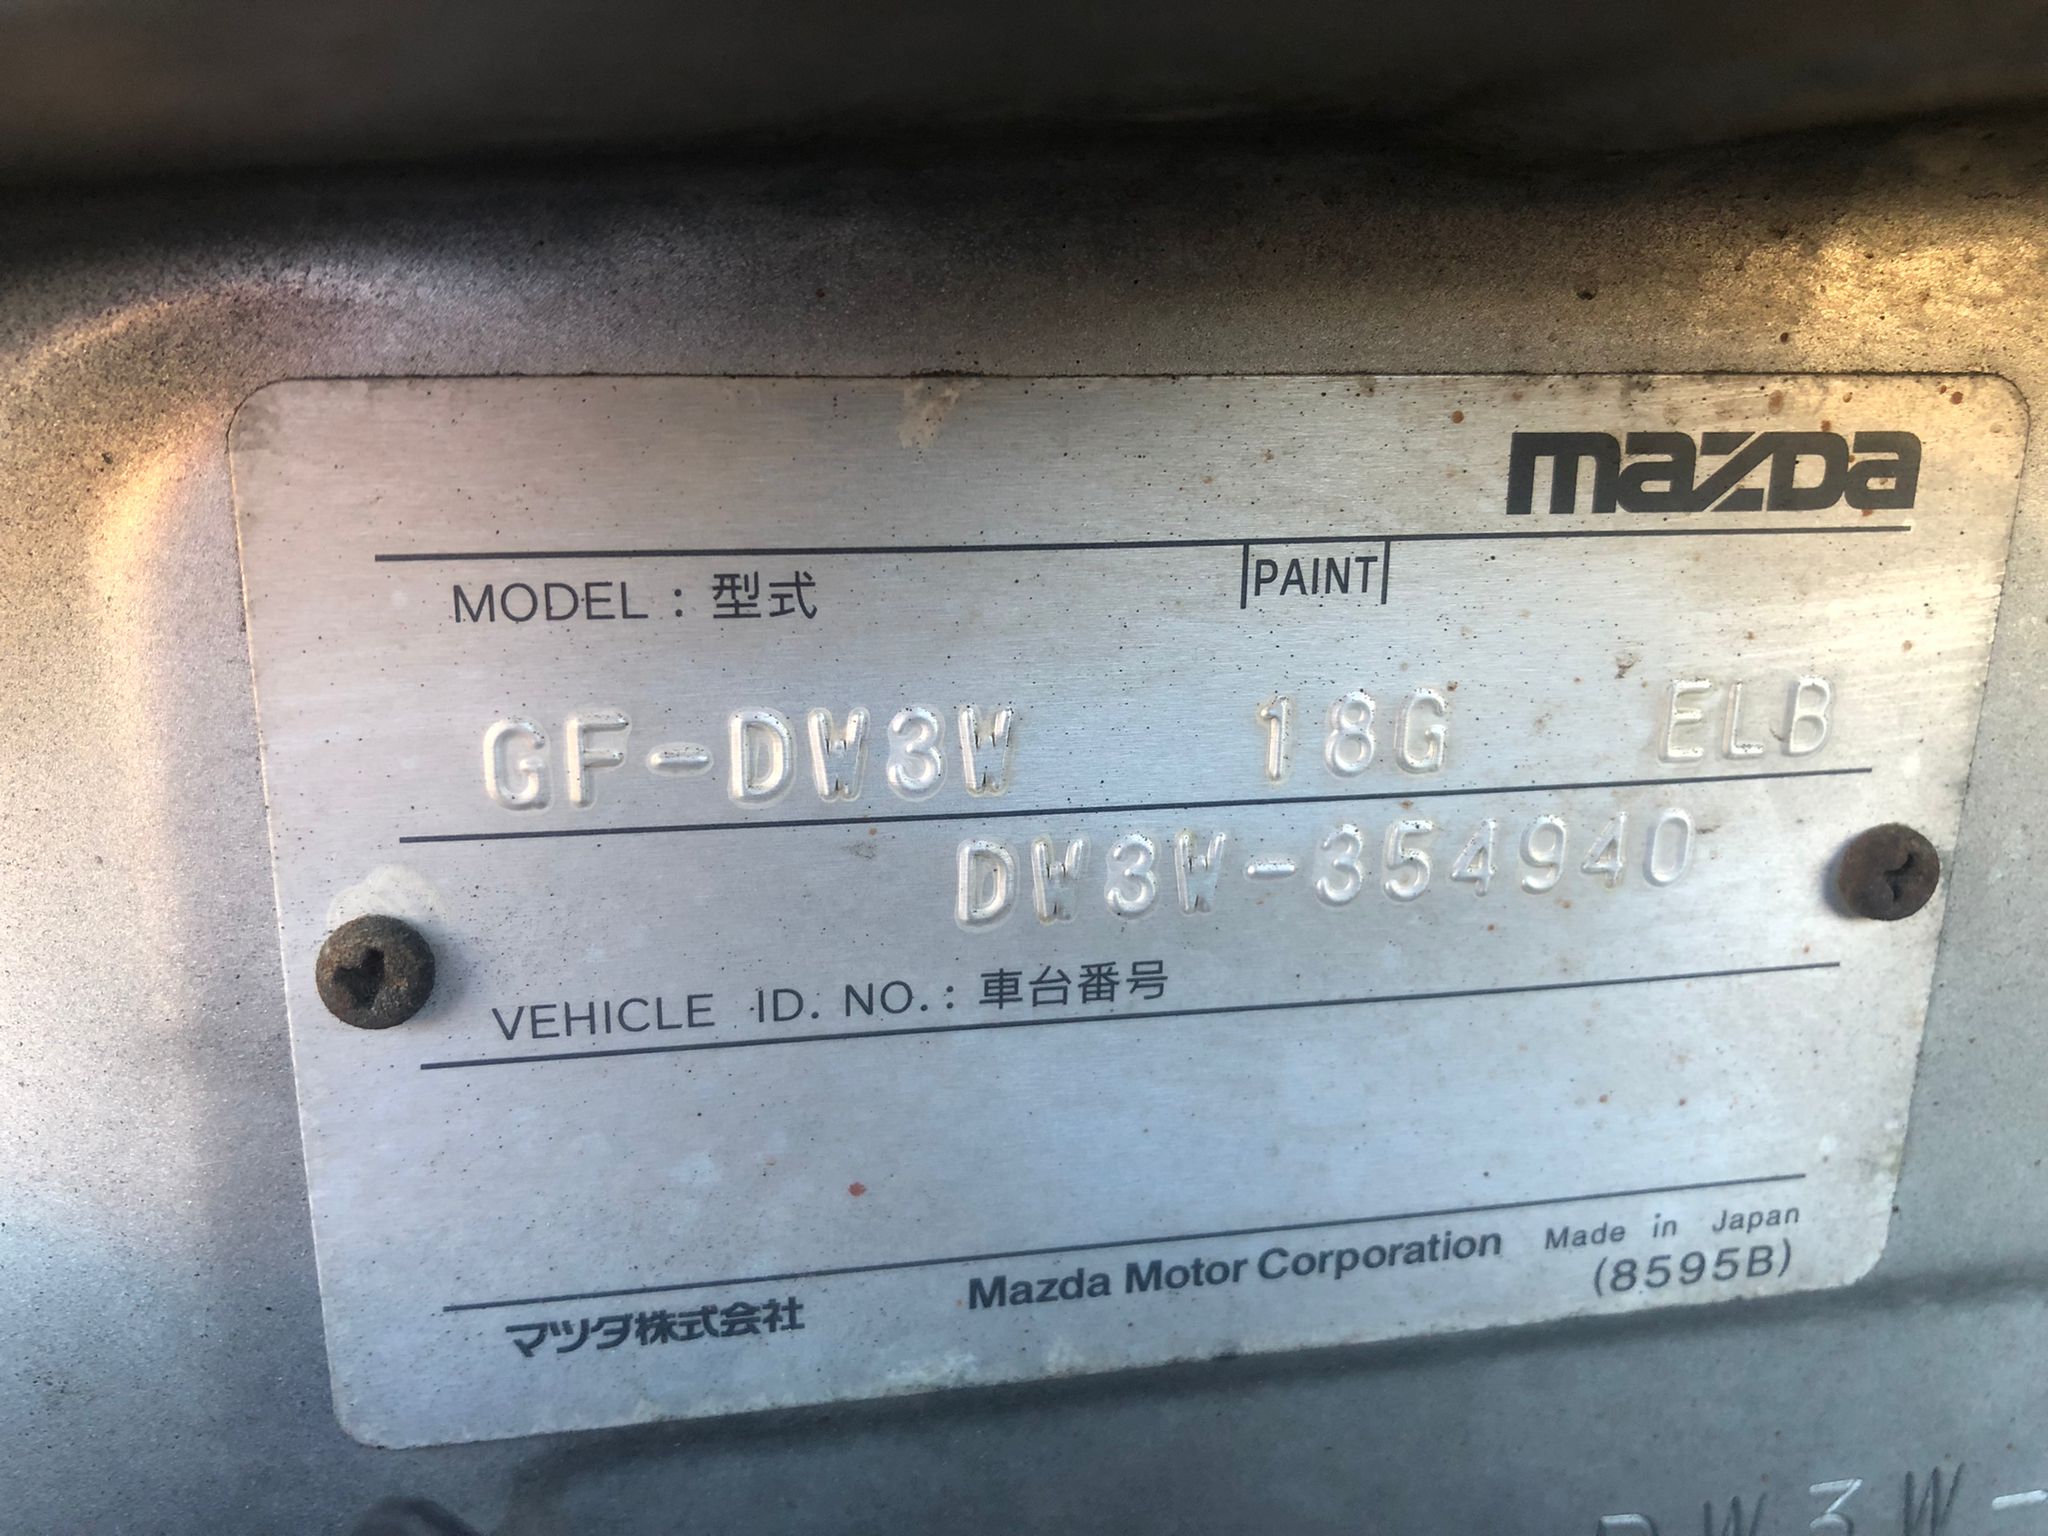 mazda
MODEL : 型式 PAINT
GF-DW3W 18G ELB
DW3W-354940
VEHICLE ID. NO. : 車台番号
マツダ株式会社 Mazda Motor Corporation Made in Japan
(8595B)
DW3W-